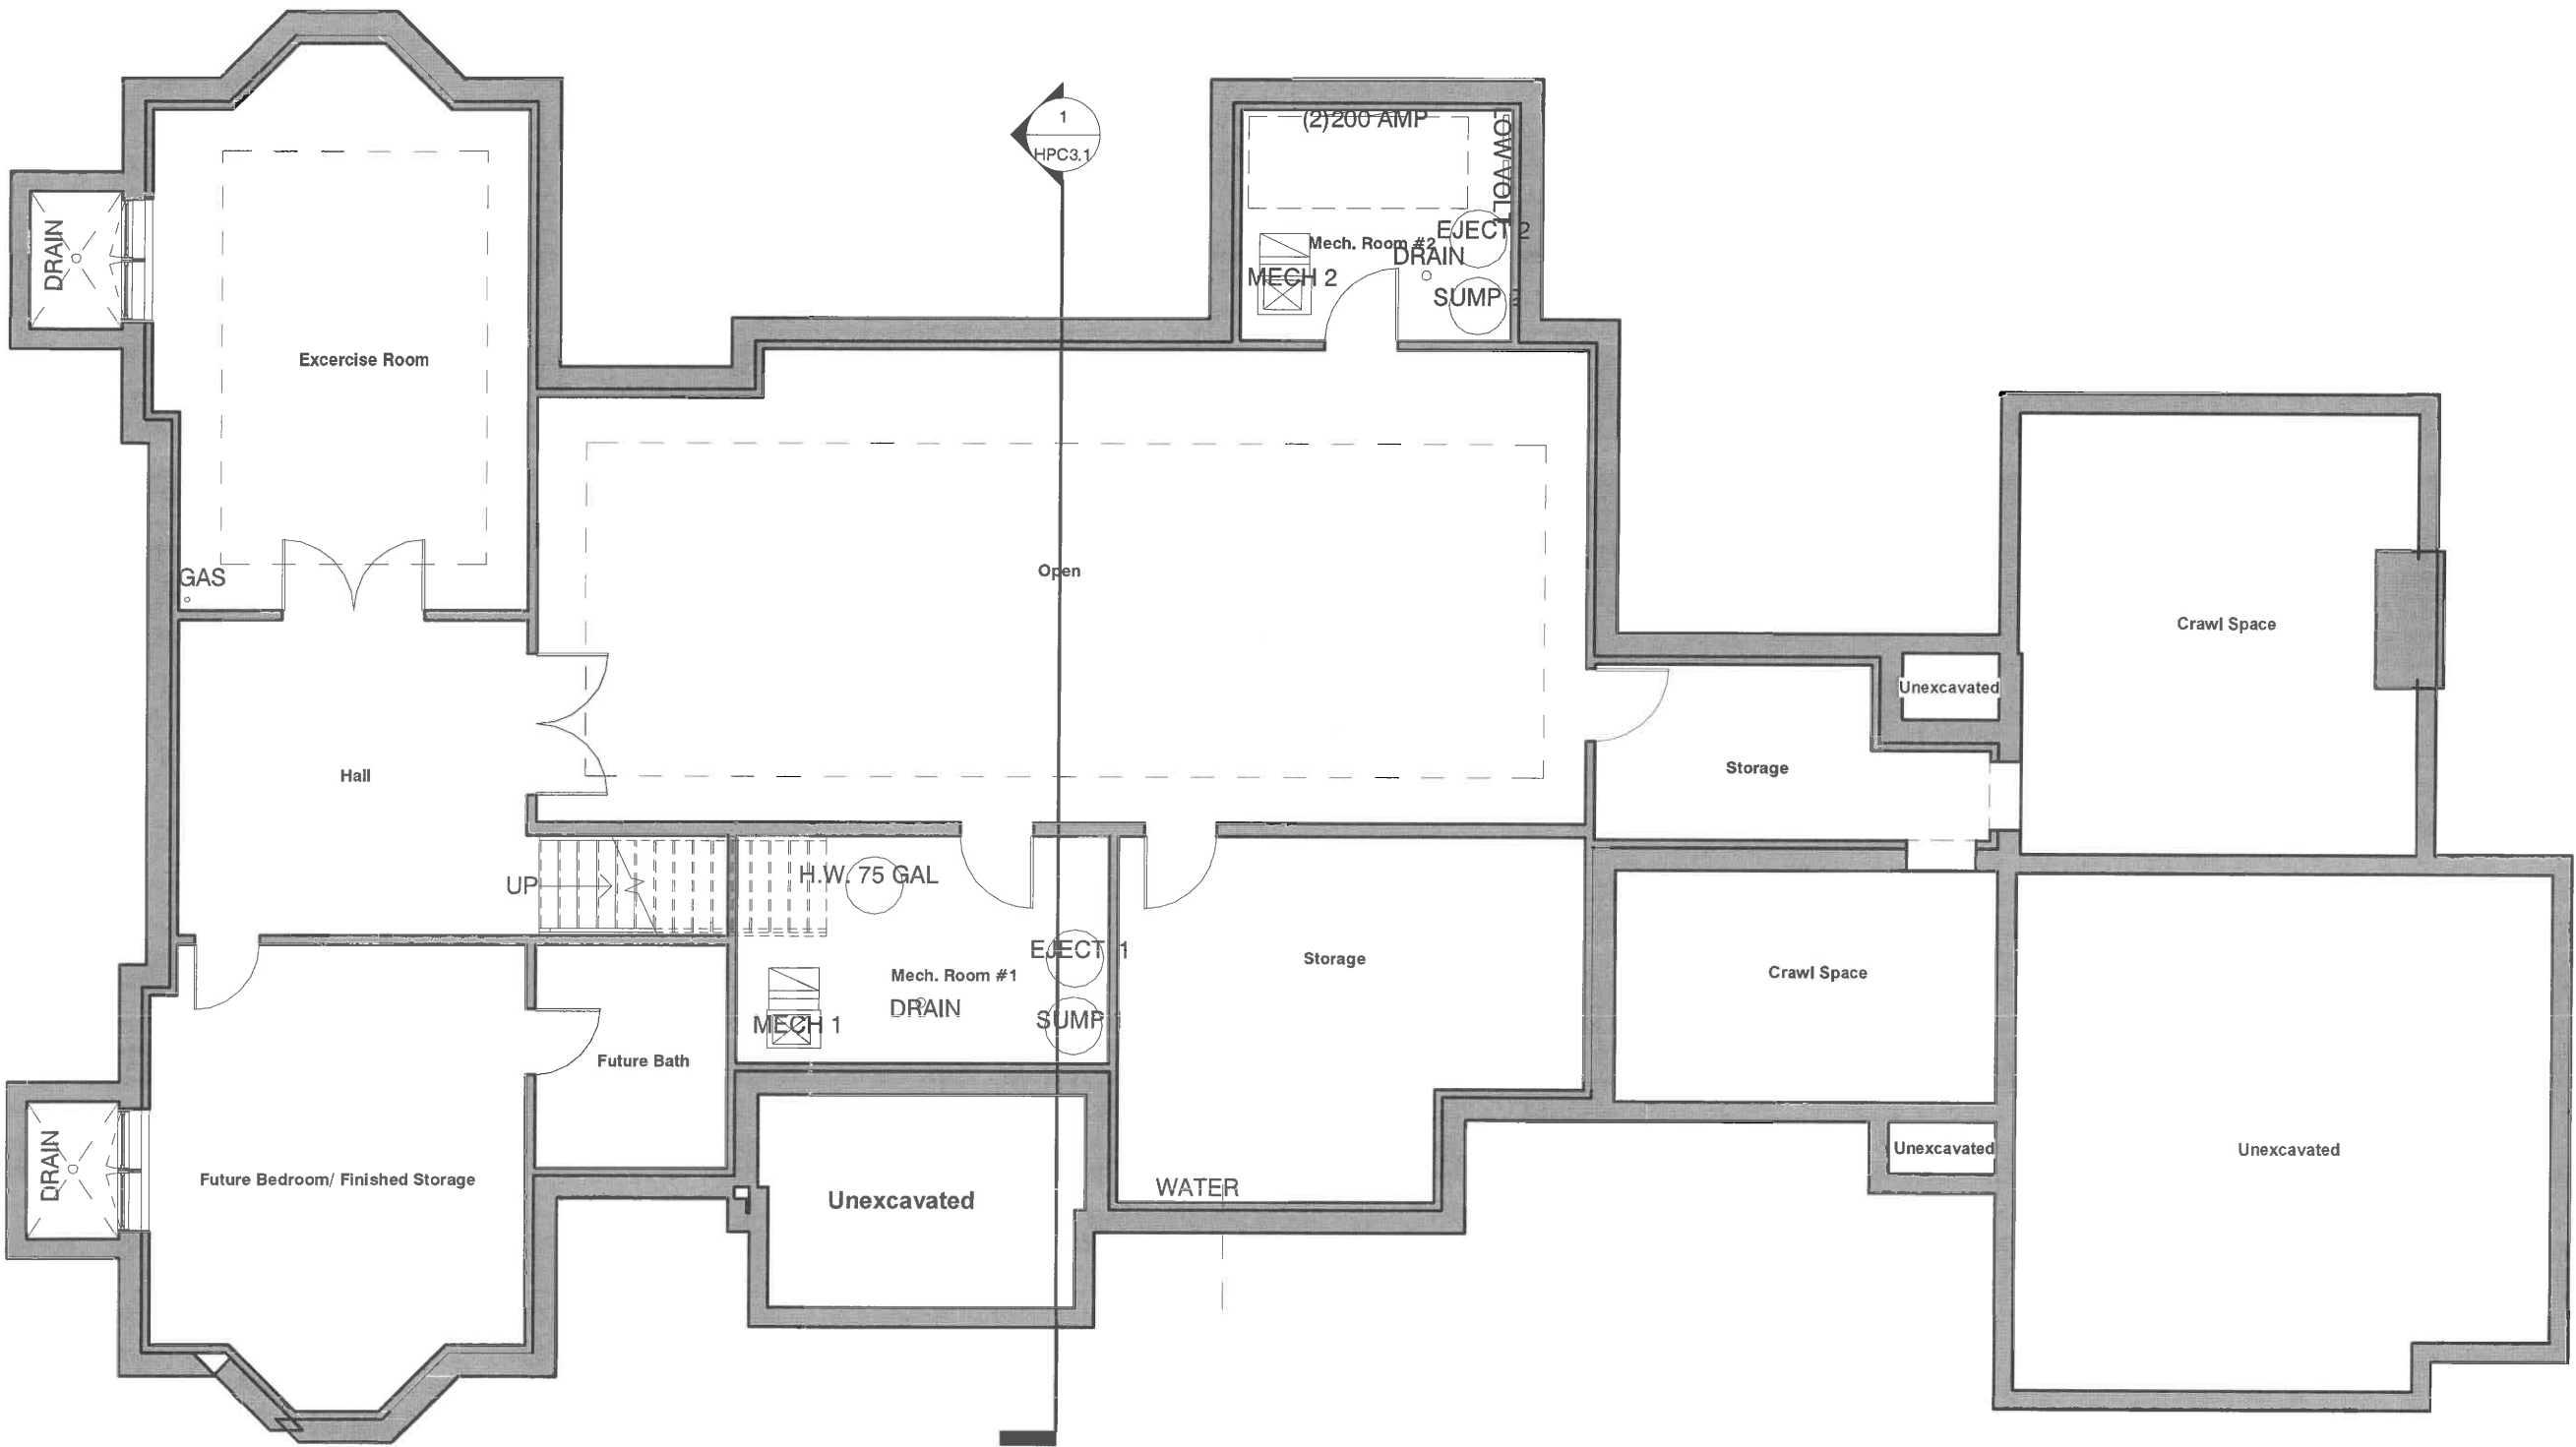 1
HPC3.1
(2)200 AMP
LOW VOLT
EJECT 2
Mech. Room #2
DRAIN
MECH 2
SUMP 2
DRAIN
Excercise Room
GAS
Open
Crawl Space
Unexcavated
Storage
Hall
UP
H.W. 75 GAL
EJECT 1
Mech. Room #1
DRAIN
SUMP 1
MECH 1
Storage
Crawl Space
Future Bath
DRAIN
Future Bedroom/ Finished Storage
Unexcavated
WATER
Unexcavated
Unexcavated